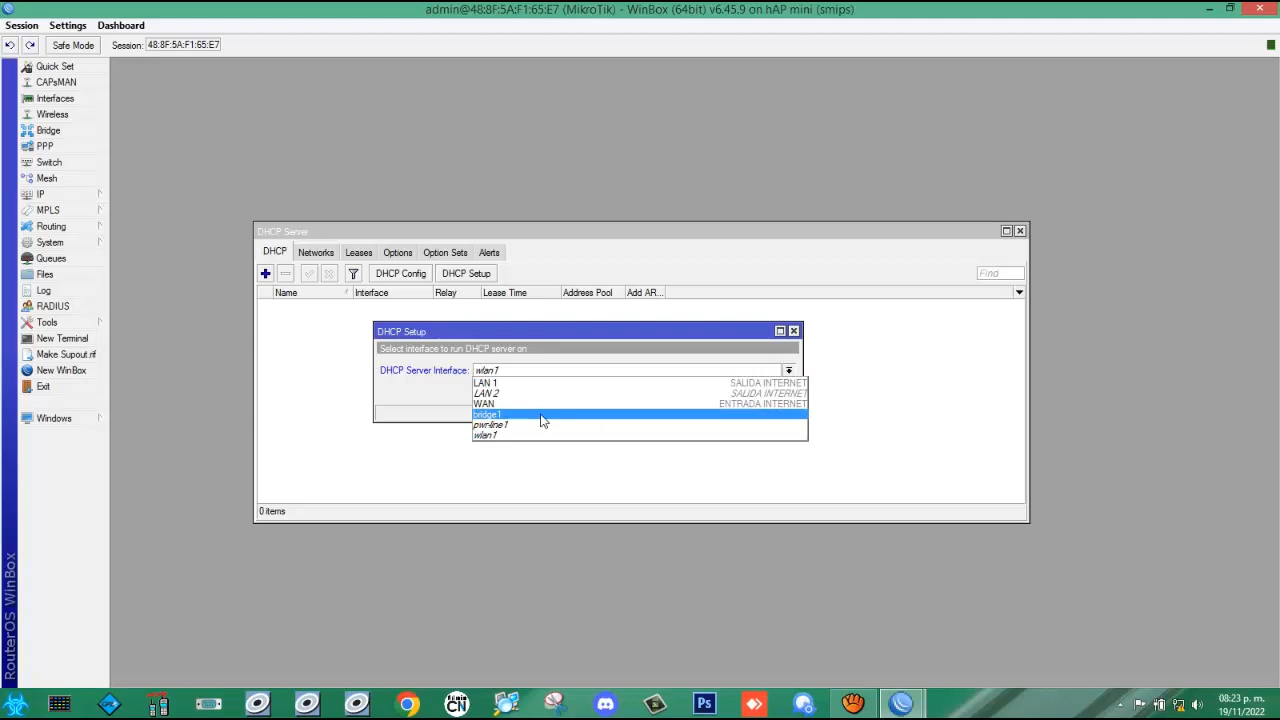 admin@48:8F:5A:F1:65:E7 (MikroTik) - WinBox (64bit) v6.45.9 on hAP mini (smips)
Session Settings Dashboard
Safe Mode Session: 48:8F:5A:F1:65:E7
Quick Set
CAPsMAN
Interfaces
Wireless
Bridge
PPP
Switch
Mesh
IP
MPLS
Routing
System
Queues
Files
Log
RADIUS
Tools
New Terminal
Make Supout.rif
New WinBox
Exit
Windows
RouterOS WinBox
DHCP Server
DHCP Networks Leases Options Option Sets Alerts
DHCP Config DHCP Setup Find
Name Interface Relay Lease Time Address Pool Add AR...
DHCP Setup
Select interface to run DHCP server on
DHCP Server Interface: wlan1
LAN 1 SALIDA INTERNET
LAN 2 SALIDA INTERNET
WAN ENTRADA INTERNET
bridge1
pwr-line1
wlan1
0 items
CN
Ps
08:23 p. m.
19/11/2022